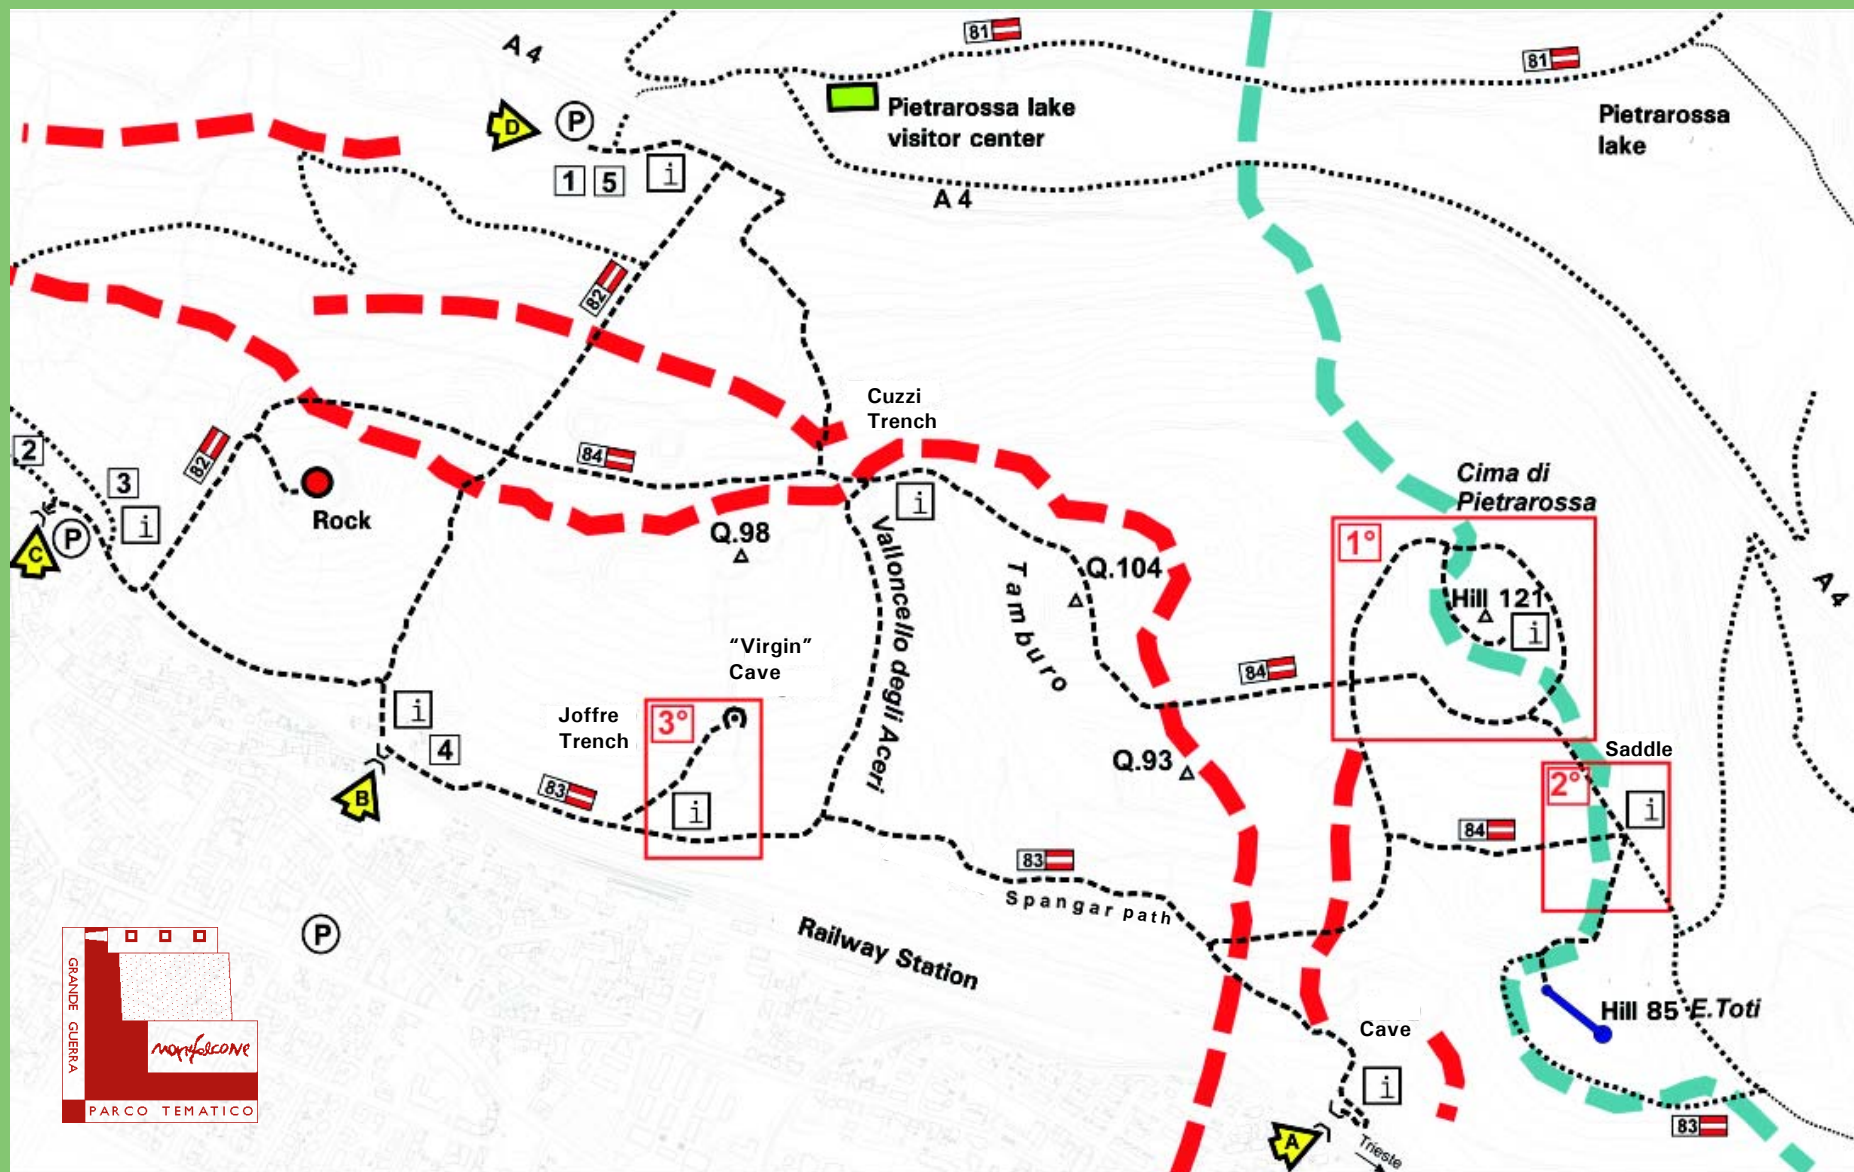 A 4
81
81
D
P
1
5
i
Pietrarossa lake
visitor center
Pietrarossa
lake
A 4
82
Cuzzi
Trench
2
3
i
82
84
i
Rock
C
P
Q.98
Valloncello degli Aceri
Tamburo
Q.104
Cima di
Pietrarossa
1°
Hill 121
i
A 4
"Virgin"
Cave
84
i
4
B
83
Joffre
Trench
3°
i
Q.93
Saddle
2°
i
84
83
Spangar path
P
Railway Station
Hill 85 E.Toti
Cave
i
A
Trieste
83
GRANDE GUERRA
monfalcone
PARCO TEMATICO